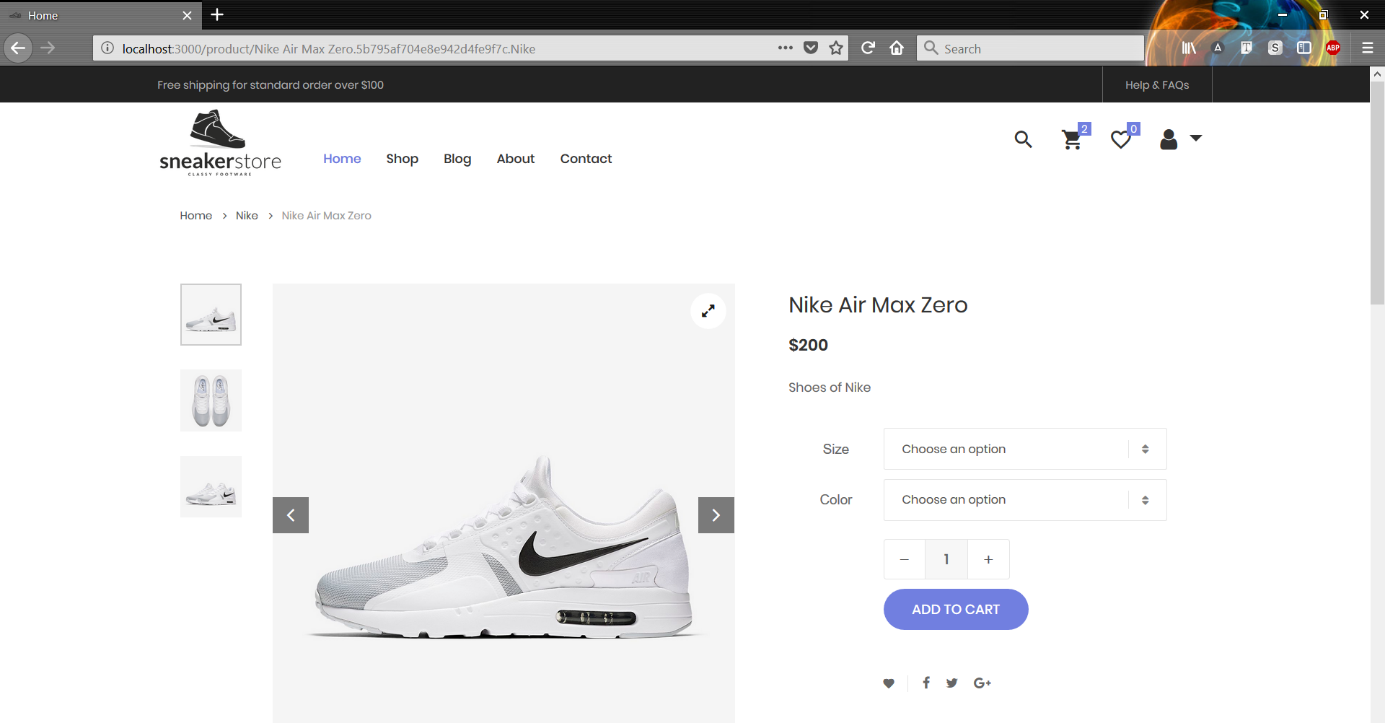 Home
localhost:3000/product/Nike Air Max Zero.5b795af704e8e942d4fe9f7c.Nike
Search
ABP
Free shipping for standard order over $100
Help & FAQs
sneakerstore
CLASSY FOOTWARE
Home Shop Blog About Contact
2
0
Home > Nike > Nike Air Max Zero
Nike Air Max Zero
$200
Shoes of Nike
Size Choose an option
Color Choose an option
− 1 +
ADD TO CART
G+